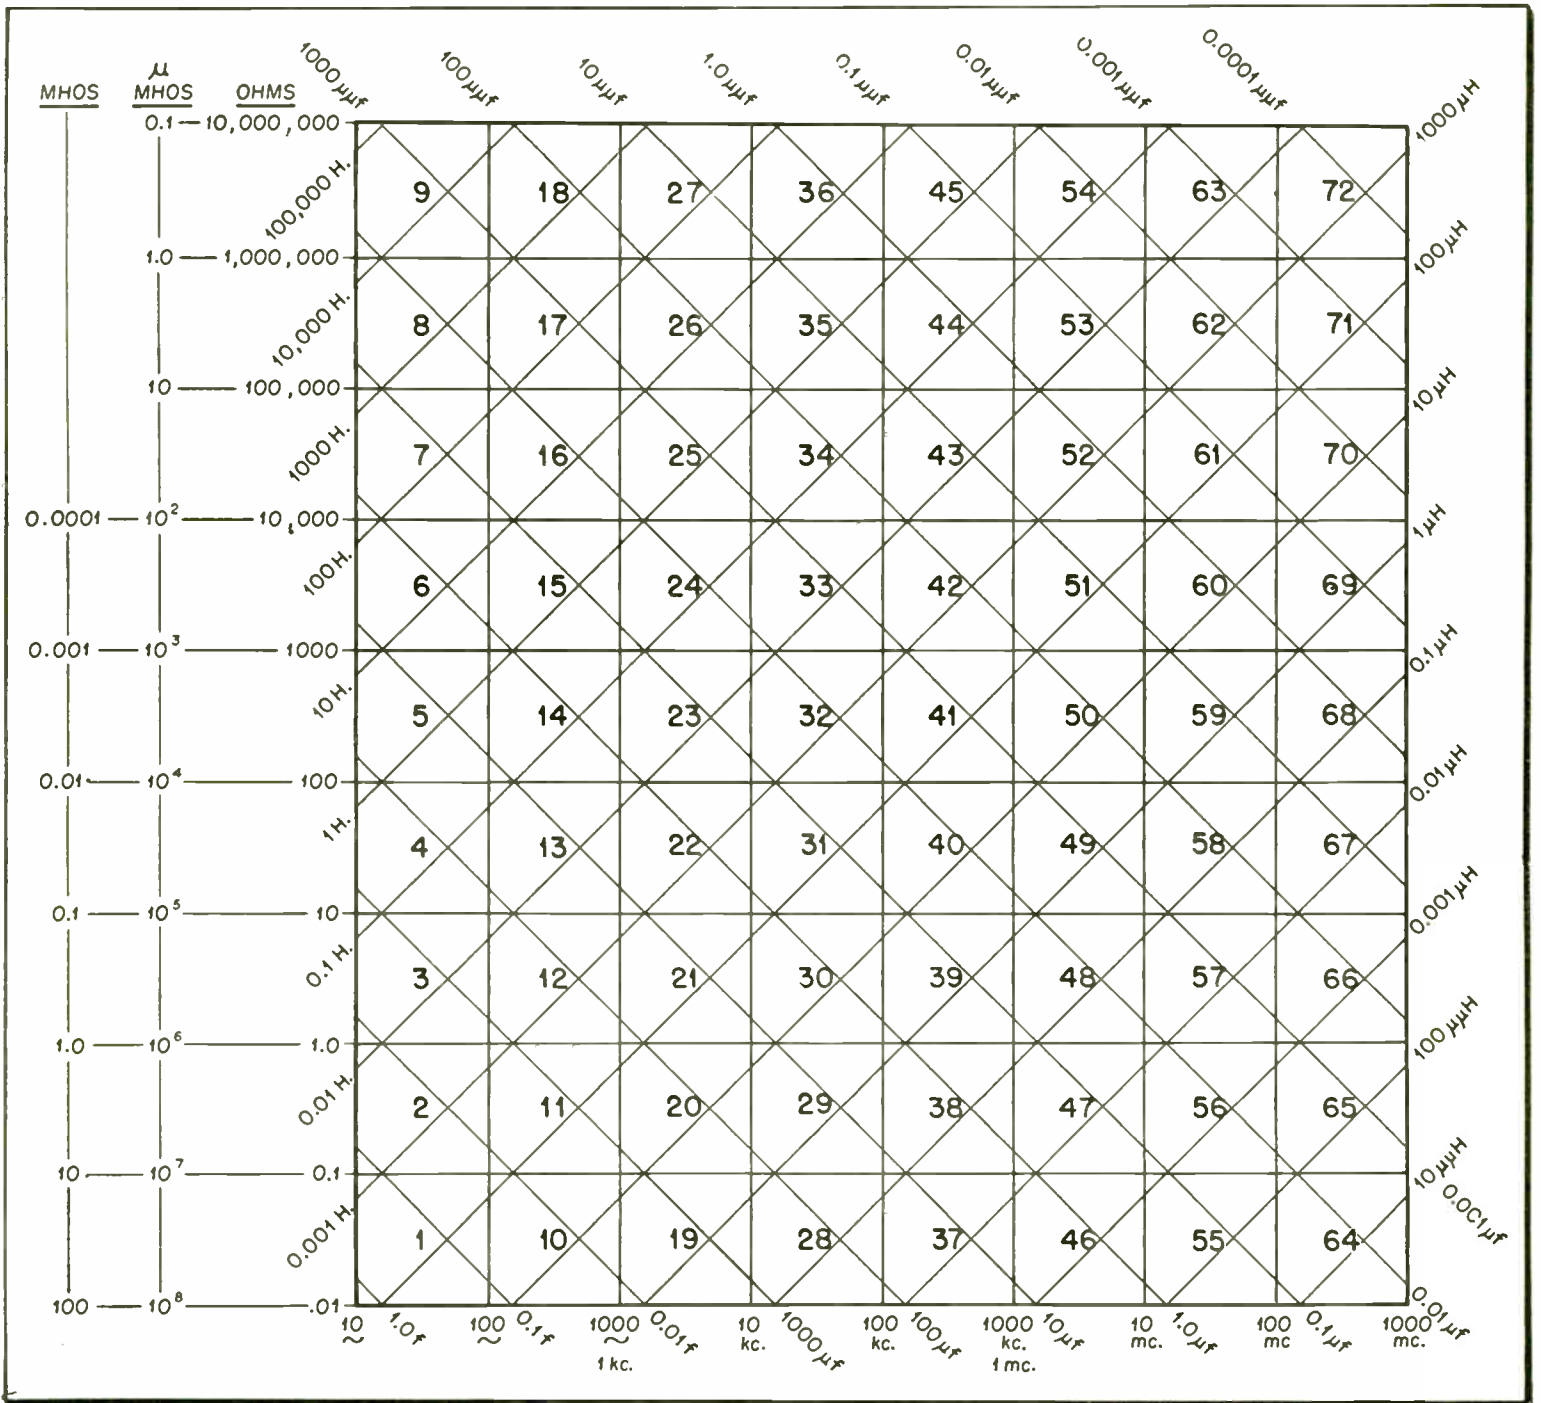 1000 µµf 100 µµf 10 µµf 1.0 µµf 0.1 µµf 0.01 µµf 0.001 µµf 0.0001 µµf
MHOS µ MHOS OHMS
0.1 10,000,000 1000 µH
100,000 H. 9 18 27 36 45 54 63 72
1.0 1,000,000 100 µH
10,000 H. 8 17 26 35 44 53 62 71
10 100,000 10 µH
1000 H. 7 16 25 34 43 52 61 70
0.0001 10² 10,000 1 µH
100 H. 6 15 24 33 42 51 60 69
0.001 10³ 1000 0.1 µH
10 H. 5 14 23 32 41 50 59 68
0.01 10⁴ 100 0.01 µH
1 H. 4 13 22 31 40 49 58 67
0.1 10⁵ 10 0.001 µH
0.1 H. 3 12 21 30 39 48 57 66
1.0 10⁶ 1.0 100 µµH
0.01 H. 2 11 20 29 38 47 56 65
10 10⁷ 0.1 10 µµH
0.001 H. 1 10 19 28 37 46 55 64 0.001 µf
100 10⁸ .01 0.01 µf
10 ~ 1.0 f 100 ~ 0.1 f 1000 ~ 0.01 f 10 kc. 1000 µf 100 kc. 100 µf 1000 kc. 10 µf 10 mc. 1.0 µf 100 mc 0.1 µf 1000 mc.
1 kc. 1 mc.